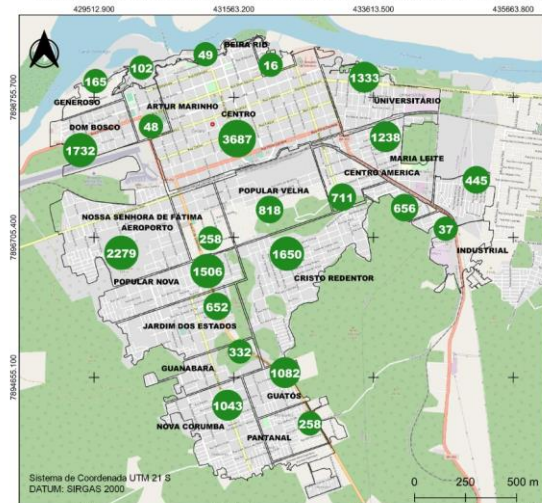 429512.900 431563.200 433613.500 435663.800
7898755.700
7896705.400
7894655.100
BEIRA RIO
49
102
16
165
1333
GENEROSO
ARTUR MARINHO
UNIVERSITÁRIO
CENTRO
DOM BOSCO
48
1732
3687
1238
MARIA LEITE
CENTRO AMERICA
445
POPULAR VELHA
711
818
656
NOSSA SENHORA DE FÁTIMA
AEROPORTO
258
37
2279
1506
1650
INDUSTRIAL
POPULAR NOVA
CRISTO REDENTOR
652
JARDIM DOS ESTADOS
332
GUANABARA
1082
GUATÓS
1043
258
NOVA CORUMBA
PANTANAL
Sistema de Coordenada UTM 21 S
DATUM: SIRGAS 2000
0 250 500 m